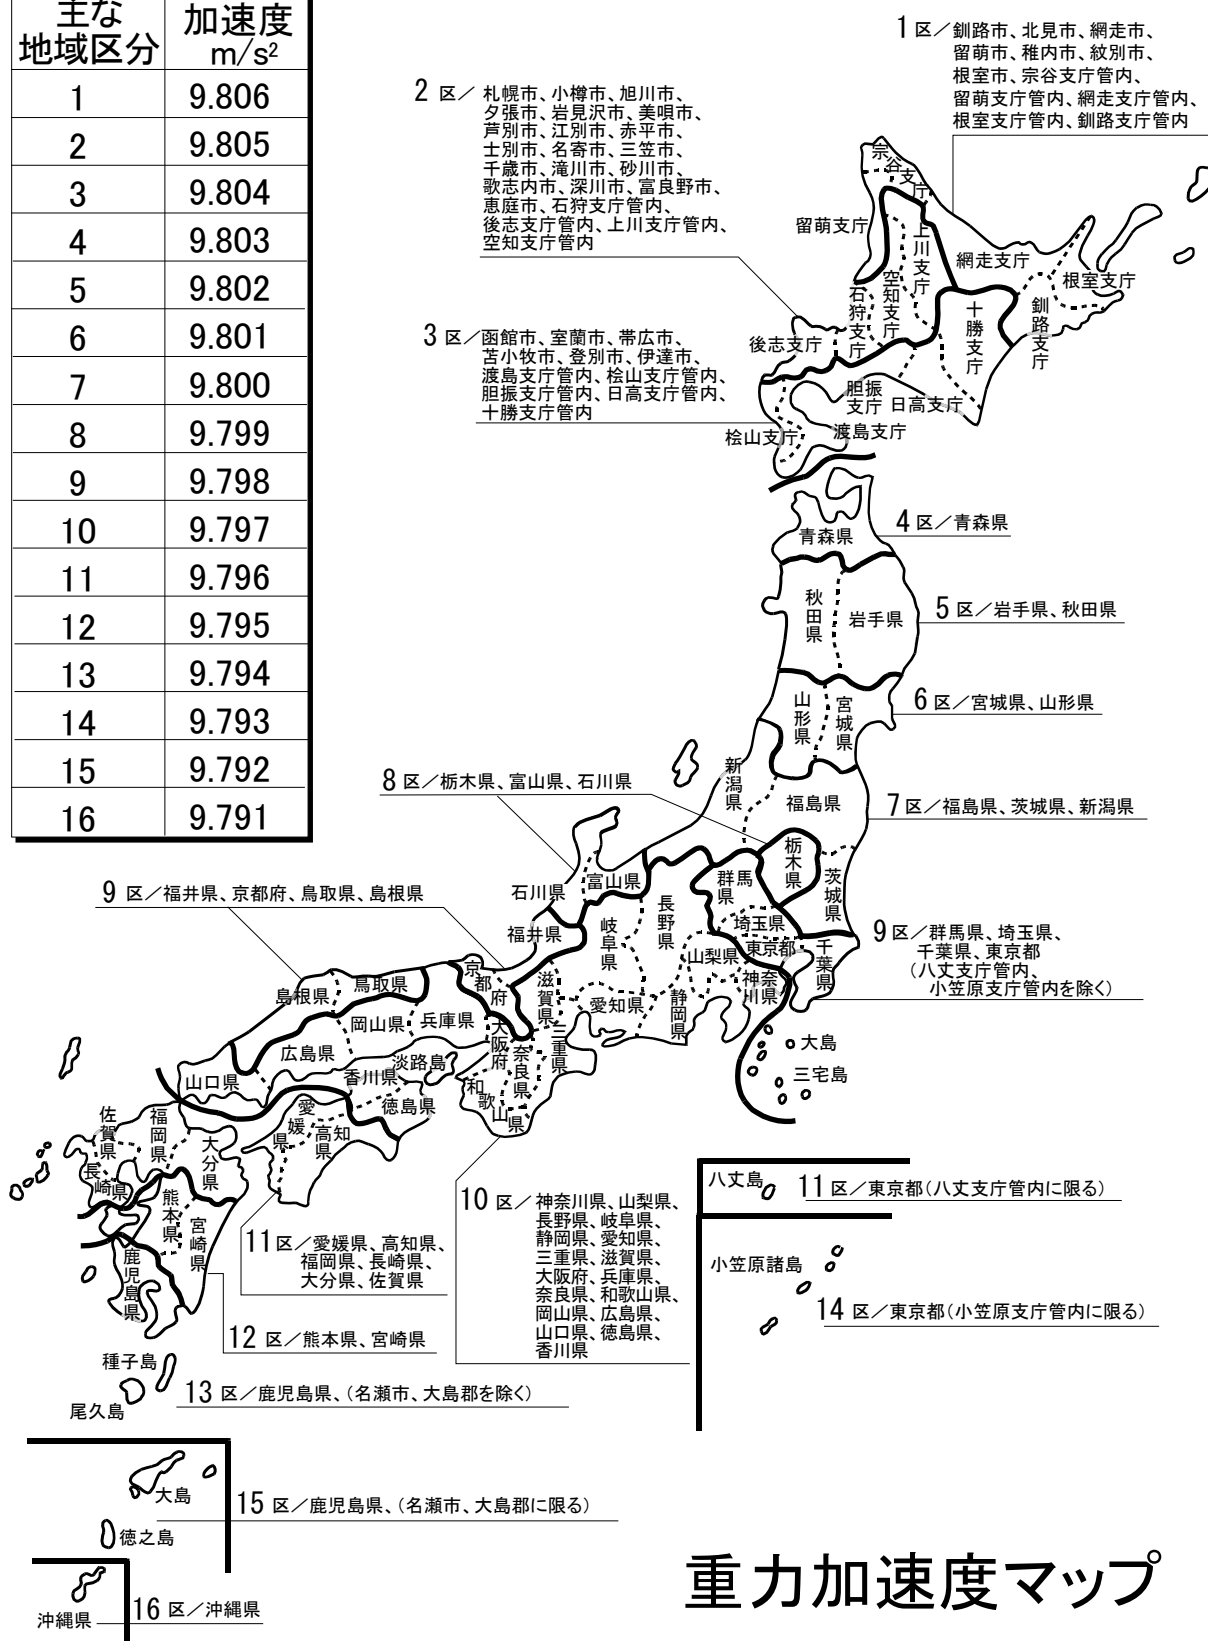 主な
地域区分
加速度
m/s²
1 9.806
2 9.805
3 9.804
4 9.803
5 9.802
6 9.801
7 9.800
8 9.799
9 9.798
10 9.797
11 9.796
12 9.795
13 9.794
14 9.793
15 9.792
16 9.791
1 区／釧路市、北見市、網走市、
留萌市、稚内市、紋別市、
根室市、宗谷支庁管内、
留萌支庁管内、網走支庁管内、
根室支庁管内、釧路支庁管内
2 区／札幌市、小樽市、旭川市、
夕張市、岩見沢市、美唄市、
芦別市、江別市、赤平市、
士別市、名寄市、三笠市、
千歳市、滝川市、砂川市、
歌志内市、深川市、富良野市、
恵庭市、石狩支庁管内、
後志支庁管内、上川支庁管内、
空知支庁管内
3 区／函館市、室蘭市、帯広市、
苫小牧市、登別市、伊達市、
渡島支庁管内、桧山支庁管内、
胆振支庁管内、日高支庁管内、
十勝支庁管内
宗谷支庁
留萌支庁
上川支庁
網走支庁
根室支庁
空知支庁
石狩支庁
十勝支庁
釧路支庁
後志支庁
胆振
支庁
日高支庁
桧山支庁
渡島支庁
4 区／青森県
青森県
5 区／岩手県、秋田県
秋田県
岩手県
6 区／宮城県、山形県
山形県
宮城県
新潟県
福島県
7 区／福島県、茨城県、新潟県
8 区／栃木県、富山県、石川県
栃木県
茨城県
群馬
県
石川県
富山県
長野県
埼玉県
東京都
千葉県
9 区／福井県、京都府、鳥取県、島根県
福井県
岐阜県
山梨県
神奈
川県
9 区／群馬県、埼玉県、
千葉県、東京都
（八丈支庁管内、
小笠原支庁管内を除く）
島根県
鳥取県
京都府
滋賀県
愛知県
静岡県
岡山県
兵庫県
大阪府
三重県
広島県
奈良県
淡路島
山口県
香川県
和歌山県
徳島県
大島
三宅島
佐賀県
福岡県
大分県
愛媛県
高知
県
長崎県
熊本県
宮崎県
鹿児島県
八丈島
11 区／東京都（八丈支庁管内に限る）
小笠原諸島
14 区／東京都（小笠原支庁管内に限る）
10 区／神奈川県、山梨県、
長野県、岐阜県、
静岡県、愛知県、
三重県、滋賀県、
大阪府、兵庫県、
奈良県、和歌山県、
岡山県、広島県、
山口県、徳島県、
香川県
11 区／愛媛県、高知県、
福岡県、長崎県、
大分県、佐賀県
12 区／熊本県、宮崎県
種子島
尾久島
13 区／鹿児島県、（名瀬市、大島郡を除く）
大島
徳之島
15 区／鹿児島県、（名瀬市、大島郡に限る）
沖縄県
16 区／沖縄県
重力加速度マップ